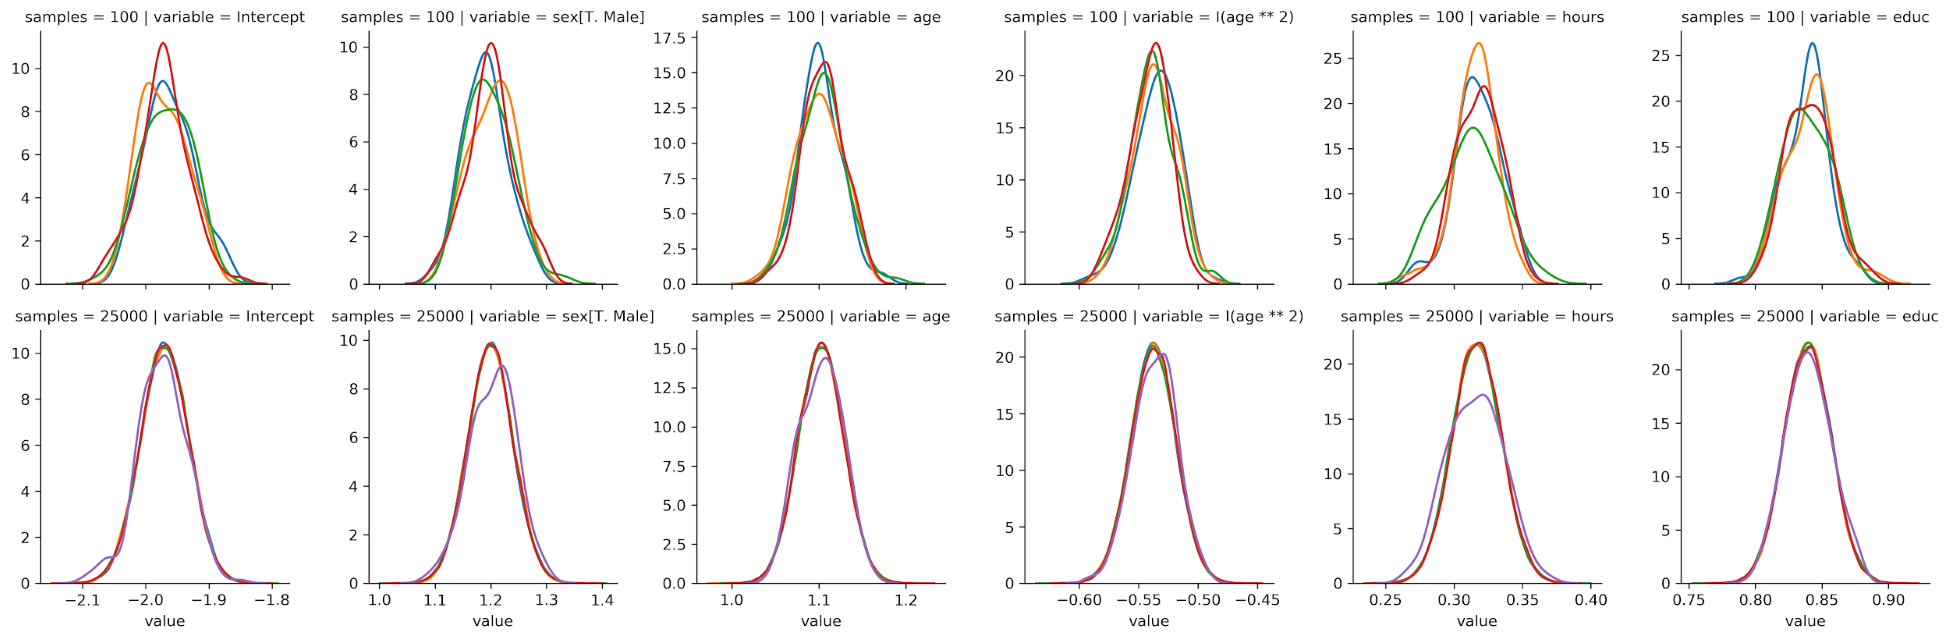 samples = 100 | variable = Intercept
samples = 100 | variable = sex[T. Male]
samples = 100 | variable = age
samples = 100 | variable = I(age ** 2)
samples = 100 | variable = hours
samples = 100 | variable = educ
10
8
6
4
2
0
10
8
6
4
2
0
17.5
15.0
12.5
10.0
7.5
5.0
2.5
0.0
20
15
10
5
0
25
20
15
10
5
0
25
20
15
10
5
0
samples = 25000 | variable = Intercept
samples = 25000 | variable = sex[T. Male]
samples = 25000 | variable = age
samples = 25000 | variable = I(age ** 2)
samples = 25000 | variable = hours
samples = 25000 | variable = educ
10
8
6
4
2
0
−2.1 −2.0 −1.9 −1.8
value
10
8
6
4
2
0
1.0 1.1 1.2 1.3 1.4
value
15.0
12.5
10.0
7.5
5.0
2.5
0.0
1.0 1.1 1.2
value
20
15
10
5
0
−0.60 −0.55 −0.50 −0.45
value
20
15
10
5
0
0.25 0.30 0.35 0.40
value
20
15
10
5
0
0.75 0.80 0.85 0.90
value